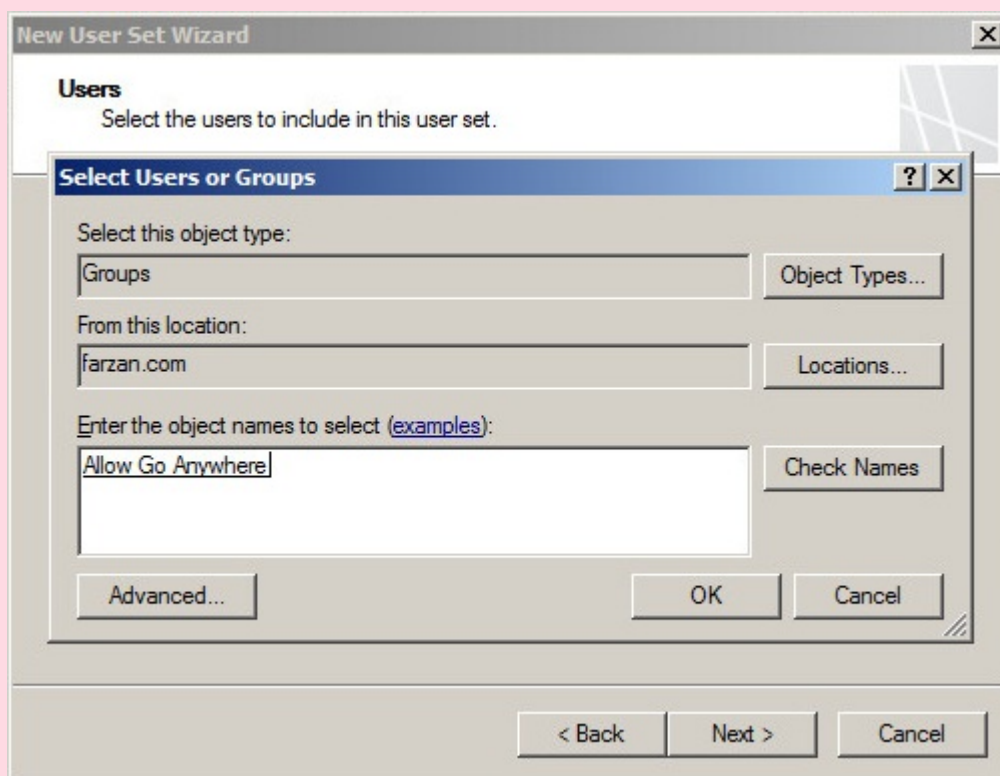 New User Set Wizard
Users
Select the users to include in this user set.
Select Users or Groups
Select this object type:
Groups
Object Types...
From this location:
farzan.com
Locations...
Enter the object names to select (examples):
Allow Go Anywhere
Check Names
Advanced...
OK
Cancel
< Back
Next >
Cancel